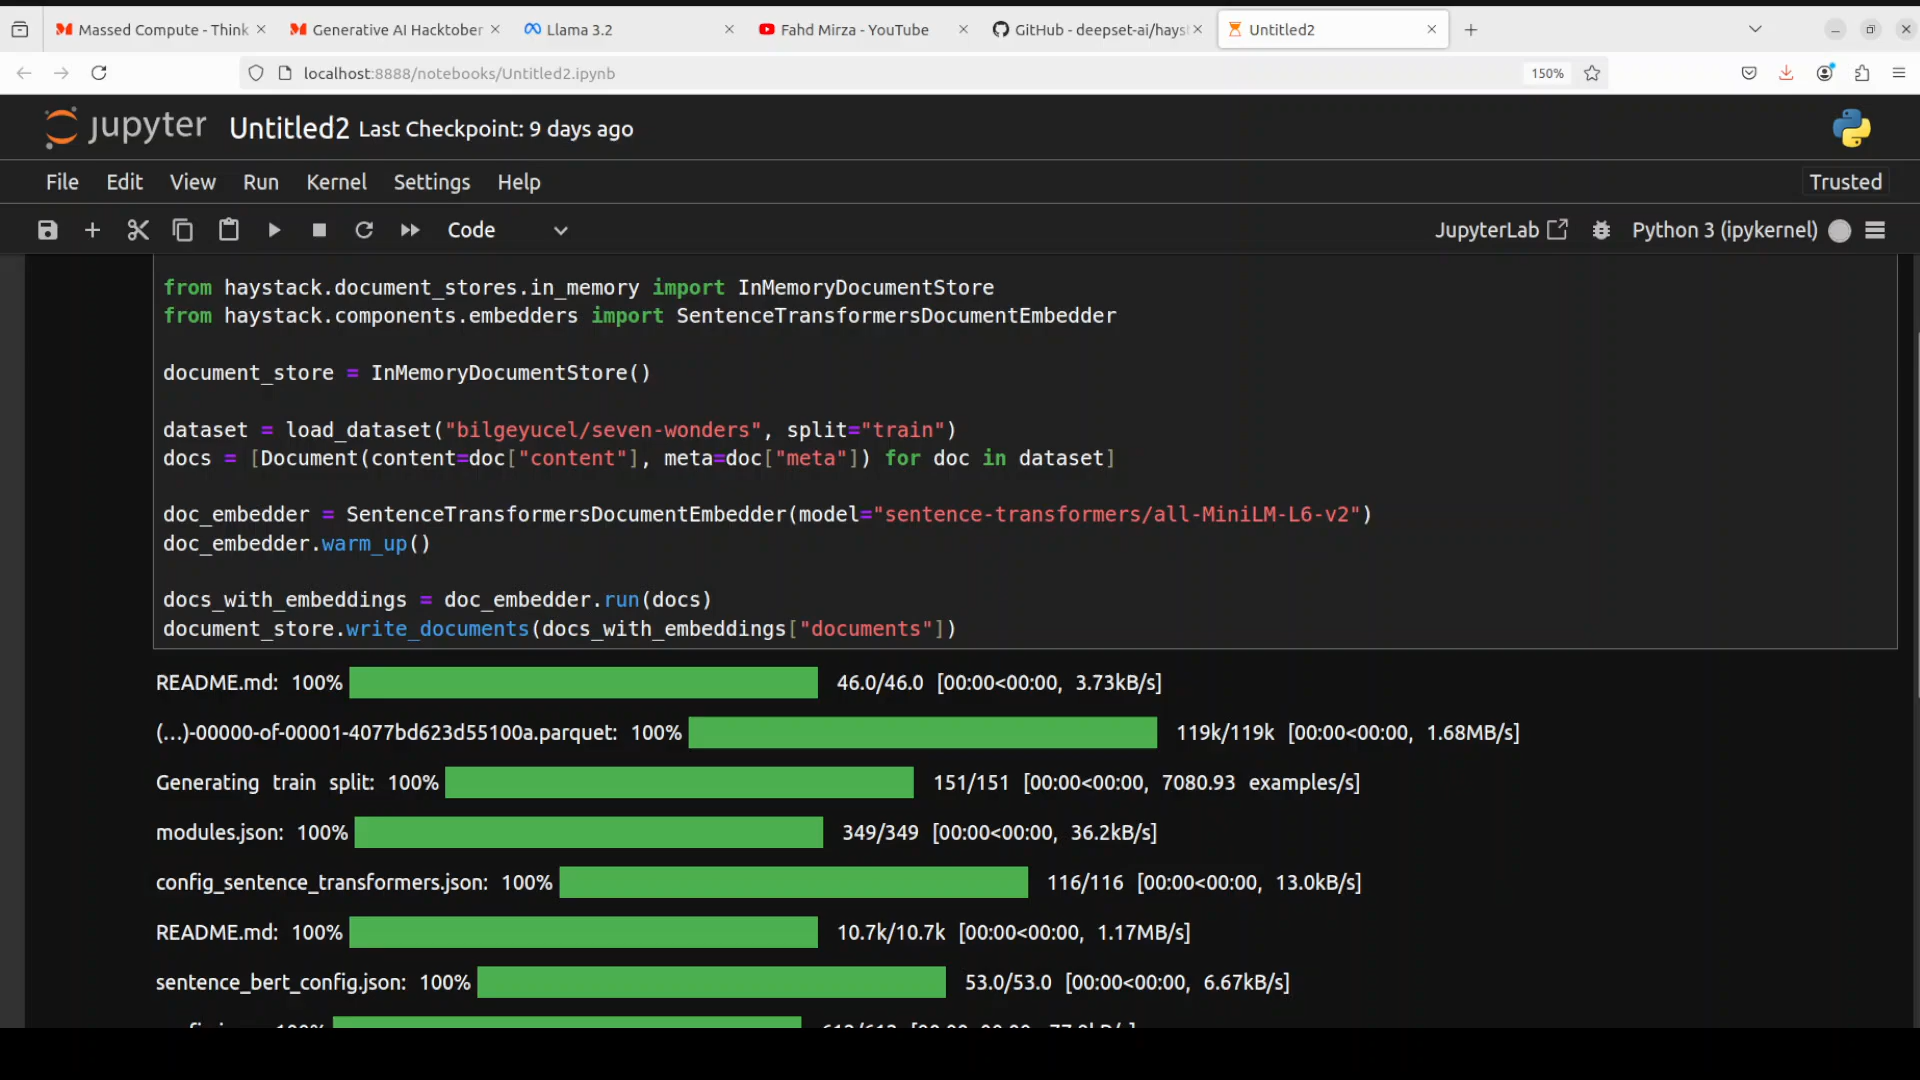 Massed Compute - Think
Generative AI Hacktober
Llama 3.2
Fahd Mirza - YouTube
GitHub - deepset-ai/hays
Untitled2
localhost:8888/notebooks/Untitled2.ipynb
150%
jupyter Untitled2 Last Checkpoint: 9 days ago
File Edit View Run Kernel Settings Help
Trusted
Code
JupyterLab
Python 3 (ipykernel)
from haystack.document_stores.in_memory import InMemoryDocumentStore
from haystack.components.embedders import SentenceTransformersDocumentEmbedder
document_store = InMemoryDocumentStore()
dataset = load_dataset("bilgeyucel/seven-wonders", split="train")
docs = [Document(content=doc["content"], meta=doc["meta"]) for doc in dataset]
doc_embedder = SentenceTransformersDocumentEmbedder(model="sentence-transformers/all-MiniLM-L6-v2")
doc_embedder.warm_up()
docs_with_embeddings = doc_embedder.run(docs)
document_store.write_documents(docs_with_embeddings["documents"])
README.md: 100% 46.0/46.0 [00:00<00:00, 3.73kB/s]
(…)-00000-of-00001-4077bd623d55100a.parquet: 100% 119k/119k [00:00<00:00, 1.68MB/s]
Generating train split: 100% 151/151 [00:00<00:00, 7080.93 examples/s]
modules.json: 100% 349/349 [00:00<00:00, 36.2kB/s]
config_sentence_transformers.json: 100% 116/116 [00:00<00:00, 13.0kB/s]
README.md: 100% 10.7k/10.7k [00:00<00:00, 1.17MB/s]
sentence_bert_config.json: 100% 53.0/53.0 [00:00<00:00, 6.67kB/s]